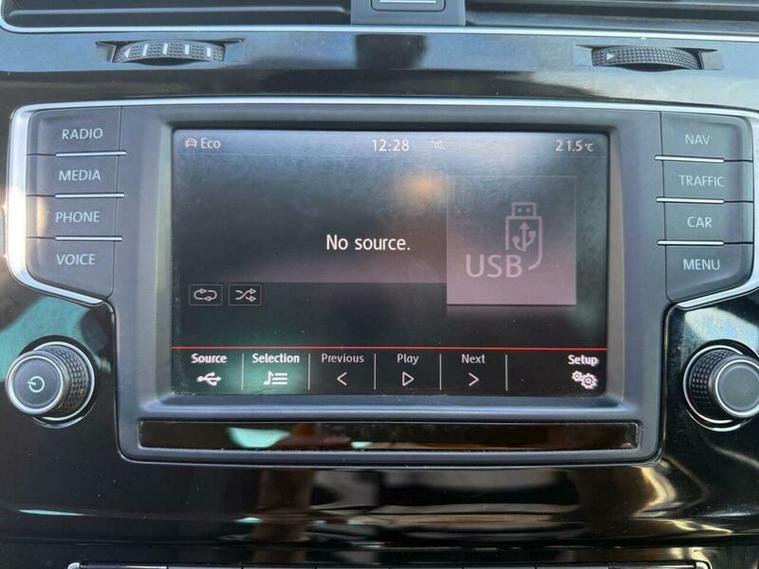 RADIO
MEDIA
PHONE
VOICE
Eco 12:28 21.5°C
No source.
USB
Source Selection Previous Play Next Setup
NAV
TRAFFIC
CAR
MENU